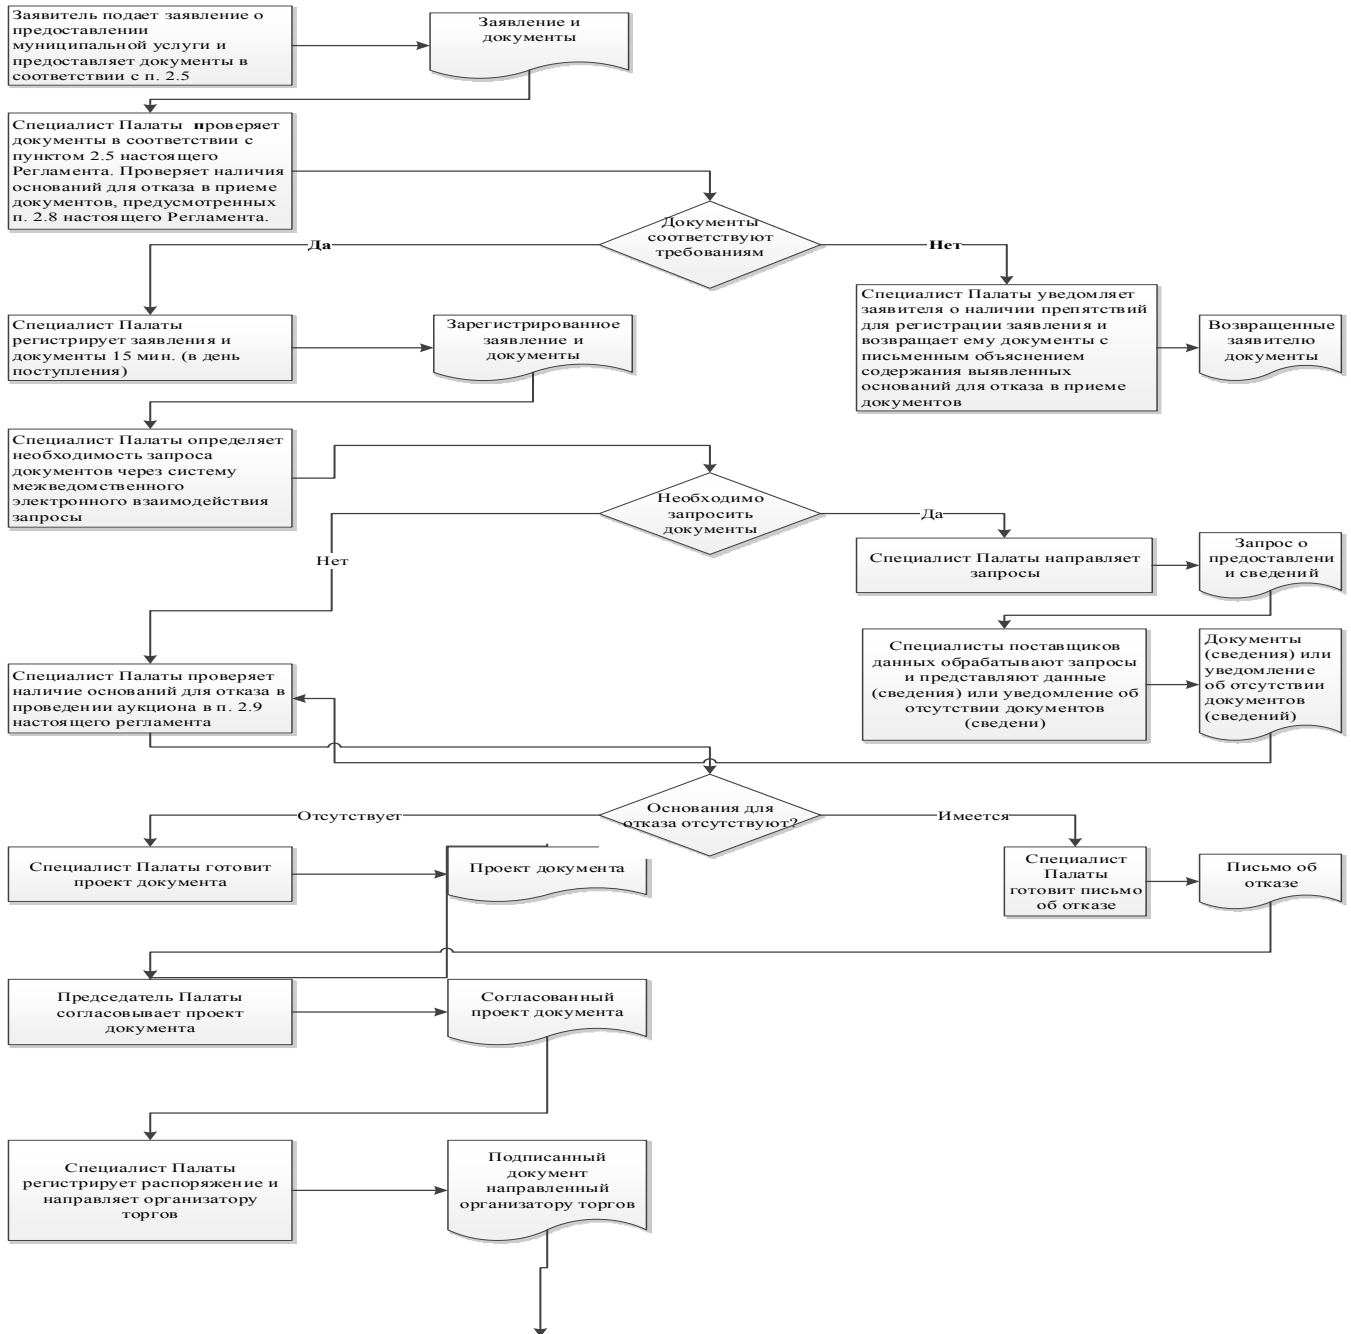 Заявитель подает заявление о
предоставлении
муниципальной услуги и
предоставляет документы в
соответствии с п. 2.5
Заявление и
документы
Специалист Палаты проверяет
документы в соответствии с
пунктом 2.5 настоящего
Регламента. Проверяет наличия
оснований для отказа в приеме
документов, предусмотренных
п. 2.8 настоящего Регламента.
Документы
соответствуют
требованиям
Да
Нет
Специалист Палаты
регистрирует заявления и
документы 15 мин. (в день
поступления)
Зарегистрированное
заявление и
документы
Специалист Палаты уведомляет
заявителя о наличии препятствий
для регистрации заявления и
возвращает ему документы с
письменным объяснением
содержания выявленных
оснований для отказа в приеме
документов
Возвращенные
заявителю
документы
Специалист Палаты определяет
необходимость запроса
документов через систему
межведомственного
электронного взаимодействия
запросы
Необходимо
запросить
документы
Да
Нет
Специалист Палаты направляет
запросы
Запрос о
предоставлени
и сведений
Специалисты поставщиков
данных обрабатывают запросы
и представляют данные
(сведения) или уведомление об
отсутствии документов
(сведени)
Документы
(сведения) или
уведомление
об отсутствии
документов
(сведений)
Специалист Палаты проверяет
наличие оснований для отказа в
проведении аукциона в п. 2.9
настоящего регламента
Основания для
отказа отсутствуют?
Отсутствует
Имеется
Специалист Палаты готовит
проект документа
Проект документа
Специалист
Палаты
готовит письмо
об отказе
Письмо об
отказе
Председатель Палаты
согласовывает проект
документа
Согласованный
проект документа
Специалист Палаты
регистрирует распоряжение и
направляет организатору
торгов
Подписанный
документ
направленный
организатору торгов